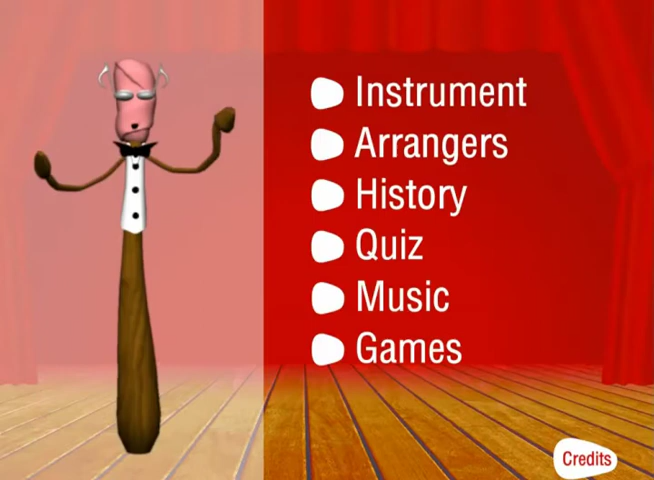 Instrument
Arrangers
History
Quiz
Music
Games
Credits